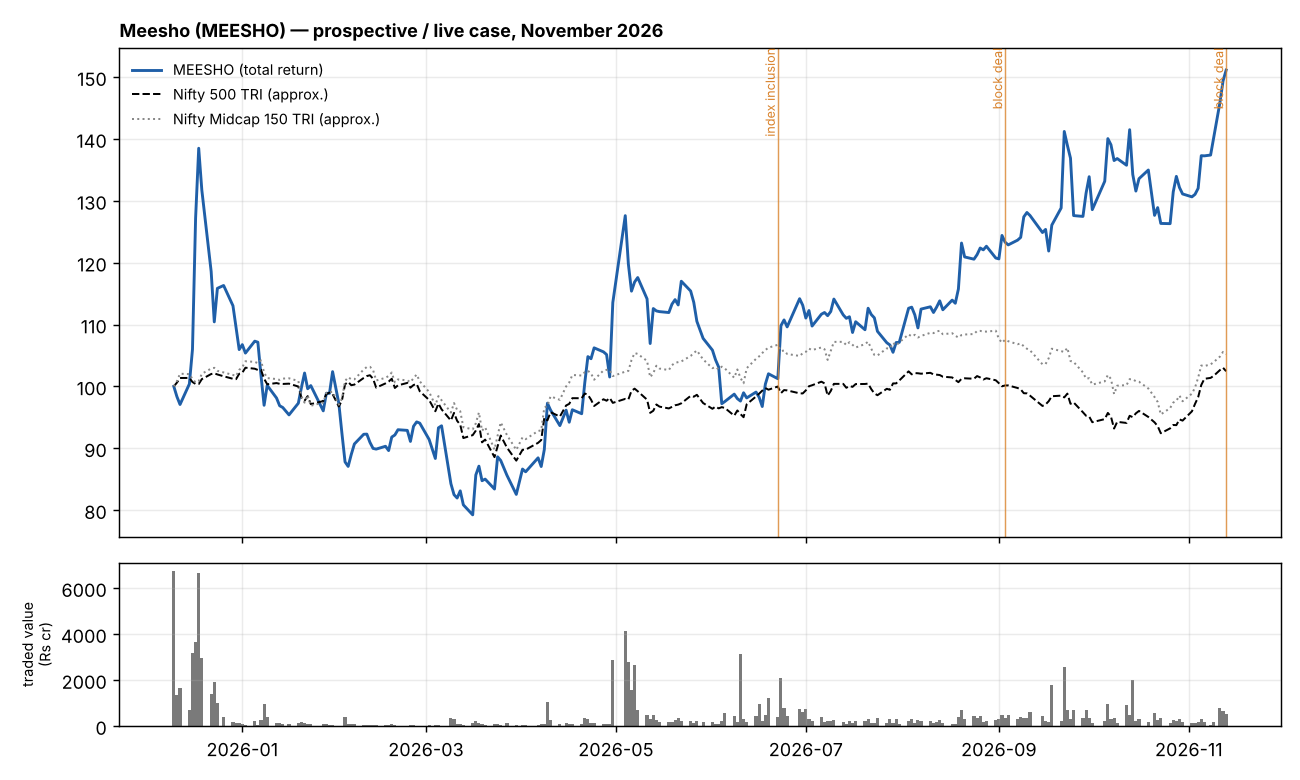 Meesho (MEESHO) — prospective / live case, November 2026
MEESHO (total return)
Nifty 500 TRI (approx.)
Nifty Midcap 150 TRI (approx.)
index inclusion
block deal
block deal
150
140
130
120
110
100
90
80
traded value
(Rs cr)
6000
4000
2000
0
2026-01
2026-03
2026-05
2026-07
2026-09
2026-11